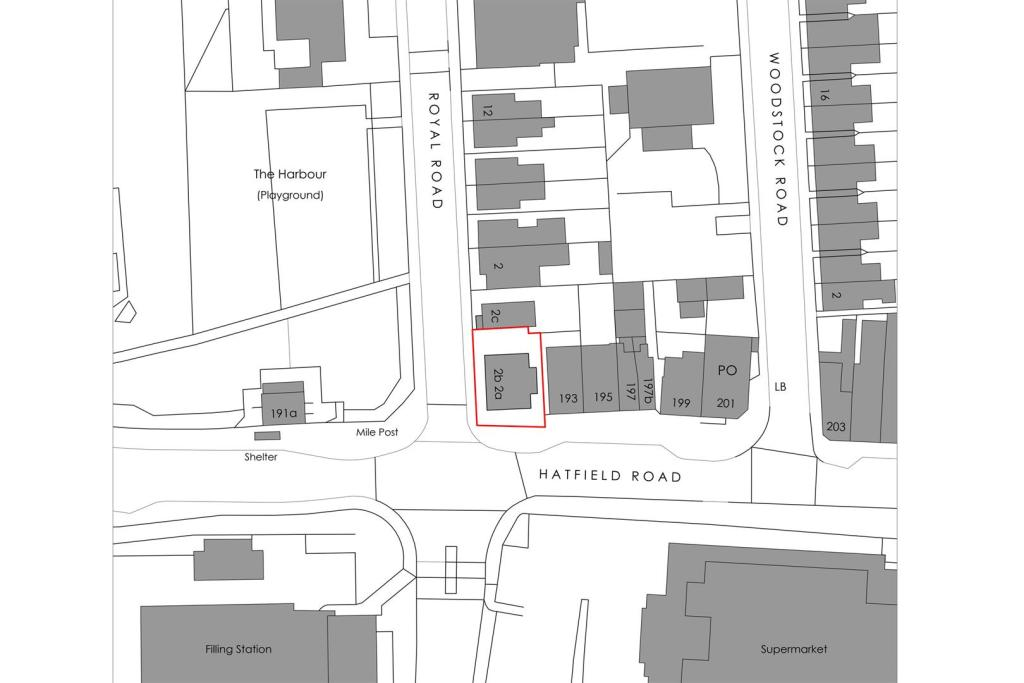 WOODSTOCK ROAD
16
ROYAL ROAD
12
The Harbour
(Playground)
2
2
2c
2b 2a
PO
LB
193
195
197
197b
199
201
191a
203
Mile Post
Shelter
HATFIELD ROAD
Filling Station
Supermarket